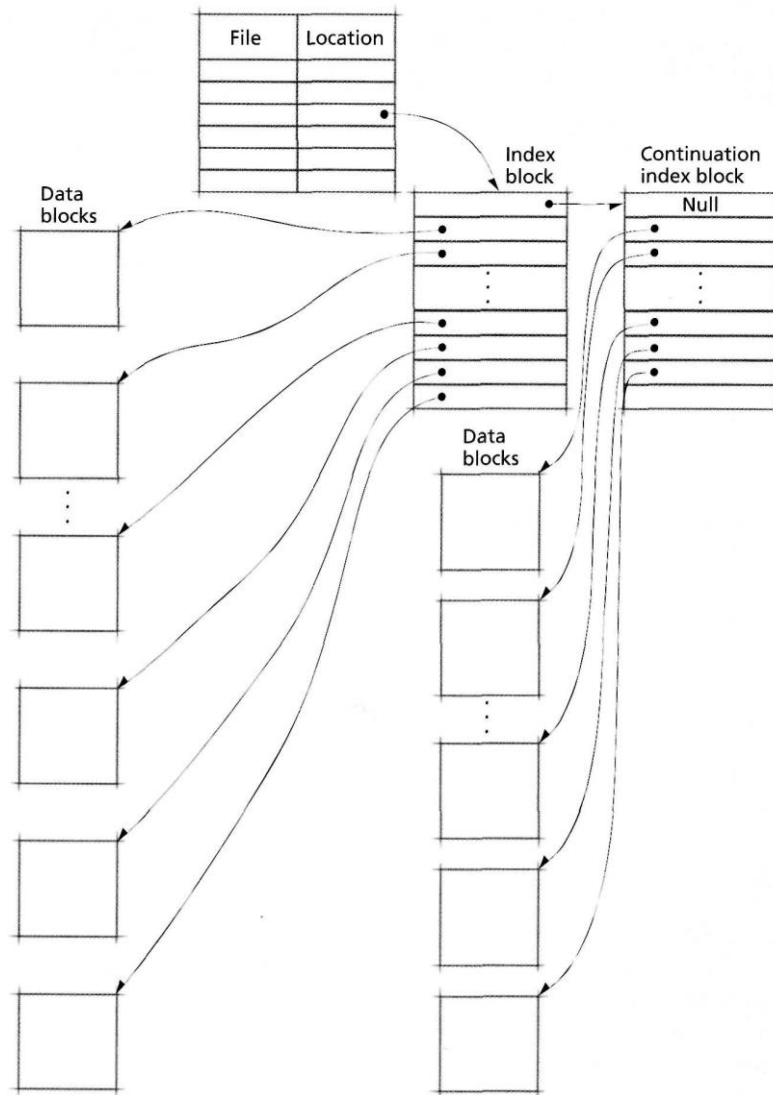 File Location
Index
block
Continuation
index block
Null
Data
blocks
Data
blocks